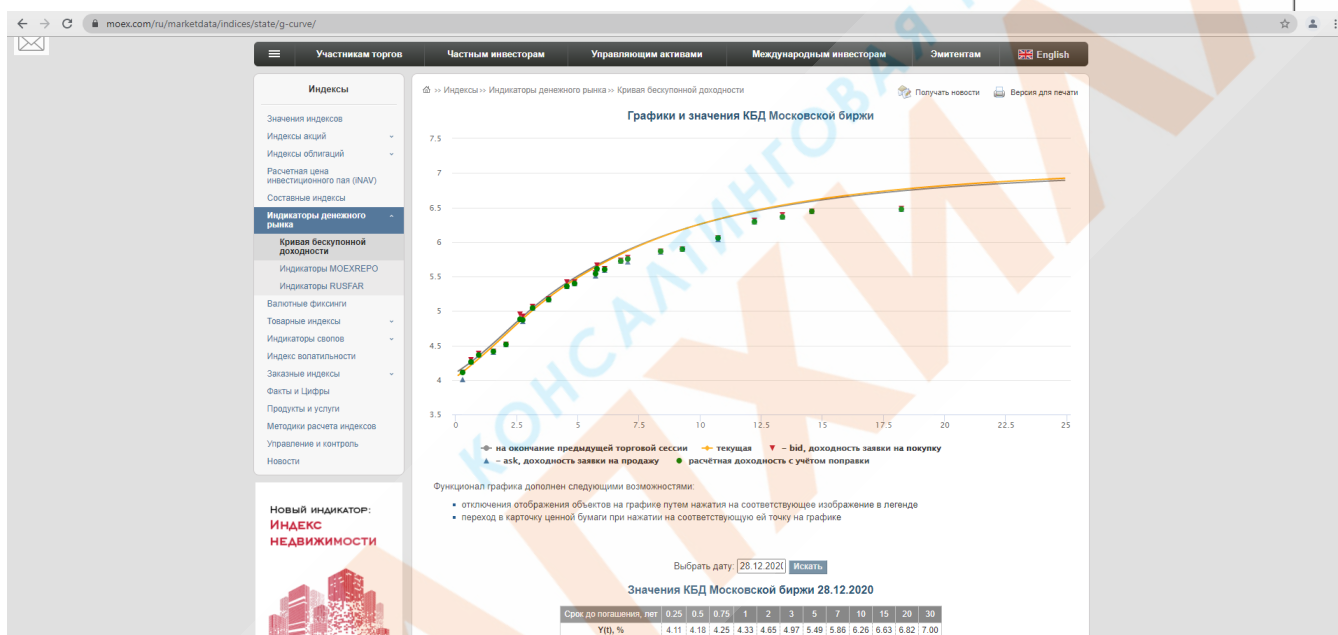 moex.com/ru/marketdata/indices/state/g-curve/
Участникам торгов Частным инвесторам Управляющим активами Международным инвесторам Эмитентам English
Индексы
Значения индексов
Индексы акций
Индексы облигаций
Расчетная цена
инвестиционного пая (iNAV)
Составные индексы
Индикаторы денежного
рынка
Кривая бескупонной
доходности
Индикаторы MOEXREPO
Индикаторы RUSFAR
Валютные фиксинги
Товарные индексы
Индикаторы свопов
Индекс волатильности
Заказные индексы
Факты и Цифры
Продукты и услуги
Методики расчета индексов
Управление и контроль
Новости
Новый индикатор:
Индекс
недвижимости
»» Индексы »» Индикаторы денежного рынка »» Кривая бескупонной доходности
Получать новости Версия для печати
Графики и значения КБД Московской биржи
7.5
7
6.5
6
5.5
5
4.5
4
3.5
0 2.5 5 7.5 10 12.5 15 17.5 20 22.5 25
на окончание предыдущей торговой сессии текущая – bid, доходность заявки на покупку
– ask, доходность заявки на продажу расчётная доходность с учётом поправки
Функционал графика дополнен следующими возможностями:
отключения отображения объектов на графике путем нажатия на соответствующее изображение в легенде
переход в карточку ценной бумаги при нажатии на соответствующую ей точку на графике
Выбрать дату: 28.12.2020 Искать
Значения КБД Московской биржи 28.12.2020
Срок до погашения, лет 0.25 0.5 0.75 1 2 3 5 7 10 15 20 30
Y(t), % 4.11 4.18 4.25 4.33 4.65 4.97 5.49 5.86 6.26 6.63 6.82 7.00
КОНСАЛТИНГОВАЯ